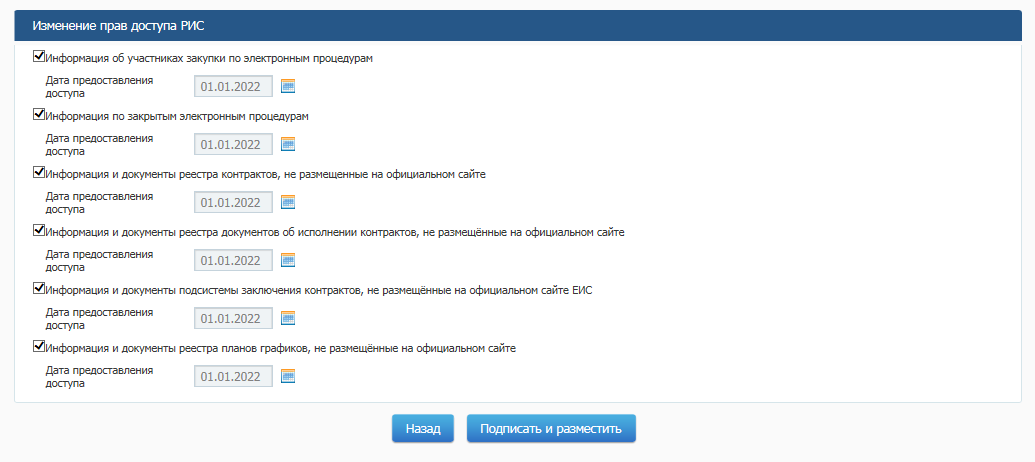 Изменение прав доступа РИС
Информация об участниках закупки по электронным процедурам
Дата предоставления
доступа
01.01.2022
Информация по закрытым электронным процедурам
Дата предоставления
доступа
01.01.2022
Информация и документы реестра контрактов, не размещенные на официальном сайте
Дата предоставления
доступа
01.01.2022
Информация и документы реестра документов об исполнении контрактов, не размещённые на официальном сайте
Дата предоставления
доступа
01.01.2022
Информация и документы подсистемы заключения контрактов, не размещённые на официальном сайте ЕИС
Дата предоставления
доступа
01.01.2022
Информация и документы реестра планов графиков, не размещённые на официальном сайте
Дата предоставления
доступа
01.01.2022
Назад
Подписать и разместить